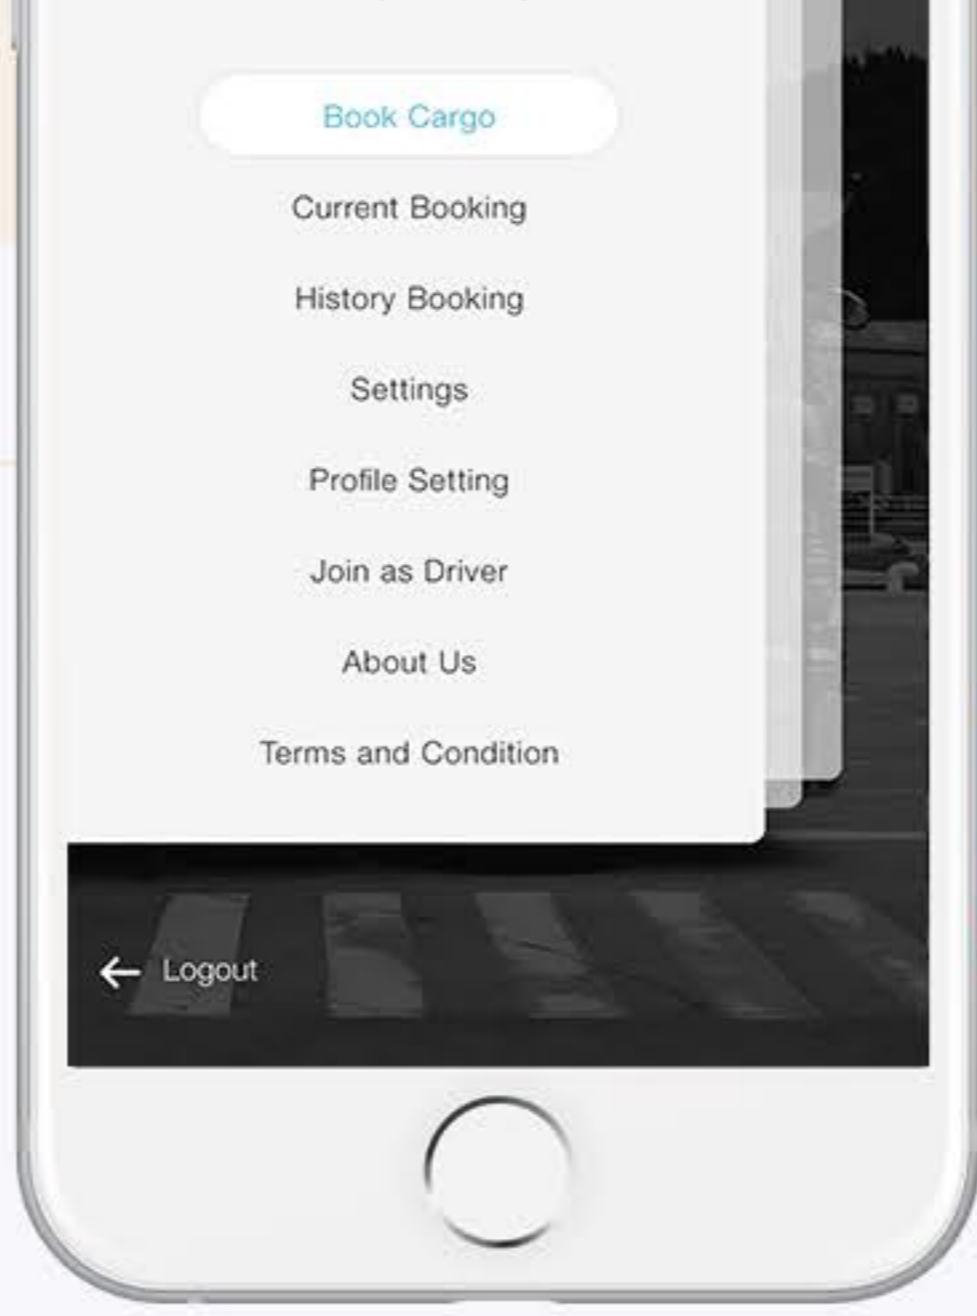 Book Cargo
Current Booking
History Booking
Settings
Profile Setting
Join as Driver
About Us
Terms and Condition
Logout